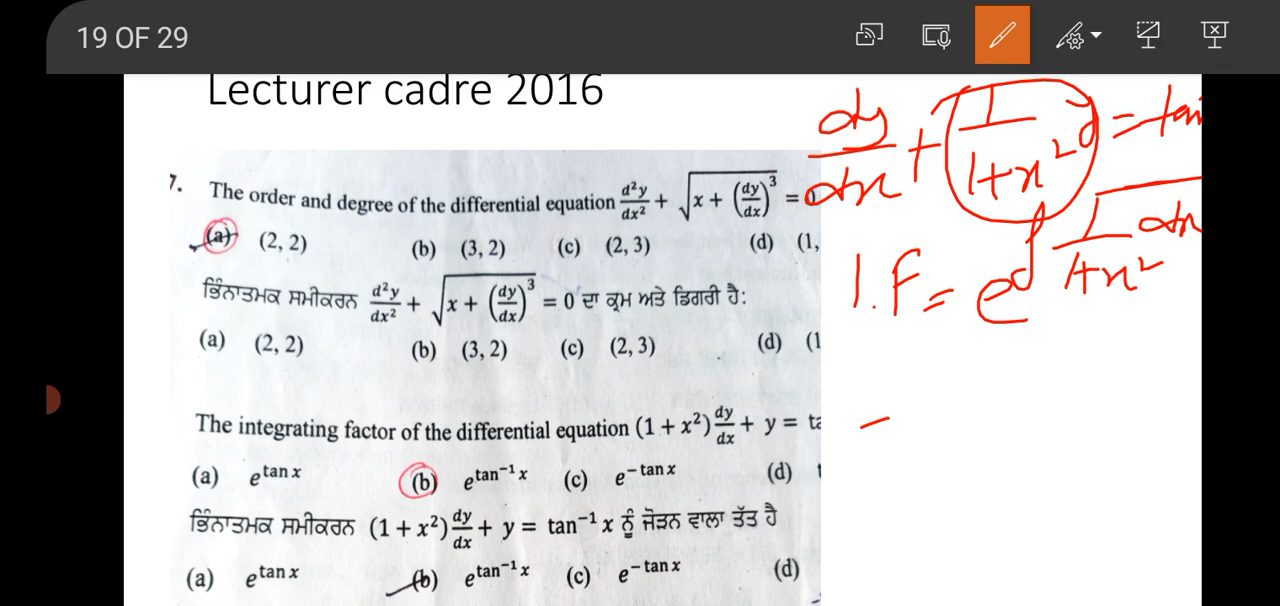 19 OF 29
Lecturer cadre 2016
7. The order and degree of the differential equation d²y/dx² + √(x + (dy/dx)³) = 0
(a) (2, 2) (b) (3, 2) (c) (2, 3) (d) (1,
ਭਿੰਨਾਤਮਕ ਸਮੀਕਰਨ d²y/dx² + √(x + (dy/dx)³) = 0 ਦਾ ਕ੍ਰਮ ਅਤੇ ਡਿਗਰੀ ਹੈ:
(a) (2, 2) (b) (3, 2) (c) (2, 3) (d) (1
The integrating factor of the differential equation (1 + x²) dy/dx + y = ta
(a) e^(tan x) (b) e^(tan⁻¹ x) (c) e^(− tan x) (d)
ਭਿੰਨਾਤਮਕ ਸਮੀਕਰਨ (1 + x²) dy/dx + y = tan⁻¹ x ਨੂੰ ਜੋੜਨ ਵਾਲਾ ਤੱਤ ਹੈ
(a) e^(tan x) (b) e^(tan⁻¹ x) (c) e^(− tan x) (d)
dy/dx + 1/(1+x²) y = tan
I.F = e^∫ 1/(1+x²) dx